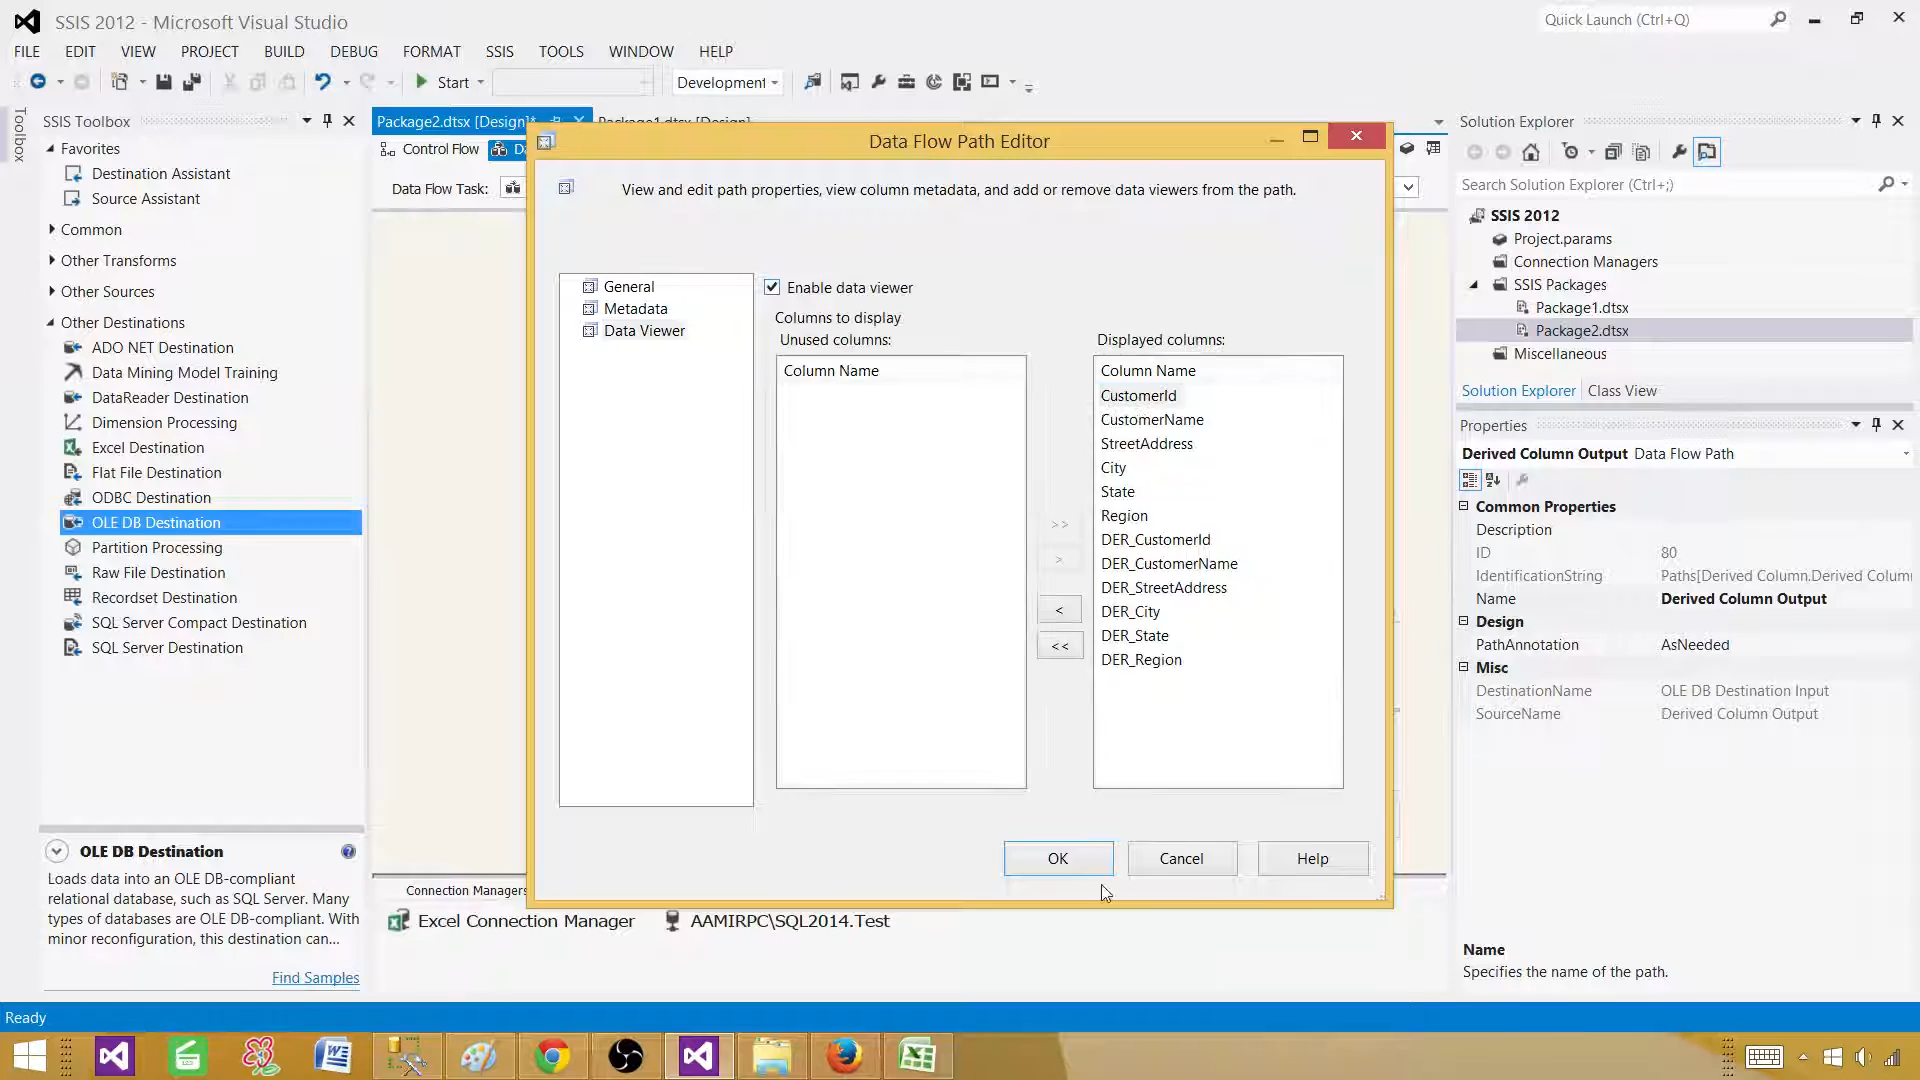 SSIS 2012 - Microsoft Visual Studio
Quick Launch (Ctrl+Q)
FILE EDIT VIEW PROJECT BUILD DEBUG FORMAT SSIS TOOLS WINDOW HELP
Start
Development
Toolbox
SSIS Toolbox
Favorites
Destination Assistant
Source Assistant
Common
Other Transforms
Other Sources
Other Destinations
ADO NET Destination
Data Mining Model Training
DataReader Destination
Dimension Processing
Excel Destination
Flat File Destination
ODBC Destination
OLE DB Destination
Partition Processing
Raw File Destination
Recordset Destination
SQL Server Compact Destination
SQL Server Destination
OLE DB Destination
Loads data into an OLE DB-compliant
relational database, such as SQL Server. Many
types of databases are OLE DB-compliant. With
minor reconfiguration, this destination can...
Find Samples
Package2.dtsx [Design]*
Package1.dtsx [Design]
Control Flow
Da
Data Flow Task:
Data Flow Path Editor
View and edit path properties, view column metadata, and add or remove data viewers from the path.
General
Metadata
Data Viewer
Enable data viewer
Columns to display
Unused columns:
Column Name
>>
>
<
<<
Displayed columns:
Column Name
CustomerId
CustomerName
StreetAddress
City
State
Region
DER_CustomerId
DER_CustomerName
DER_StreetAddress
DER_City
DER_State
DER_Region
OK Cancel Help
Connection Managers
Excel Connection Manager
AAMIRPC\SQL2014.Test
Solution Explorer
Search Solution Explorer (Ctrl+;)
SSIS 2012
Project.params
Connection Managers
SSIS Packages
Package1.dtsx
Package2.dtsx
Miscellaneous
Solution Explorer Class View
Properties
Derived Column Output Data Flow Path
Common Properties
Description
ID 80
IdentificationString Paths[Derived Column.Derived Colum
Name Derived Column Output
Design
PathAnnotation AsNeeded
Misc
DestinationName OLE DB Destination Input
SourceName Derived Column Output
Name
Specifies the name of the path.
Ready